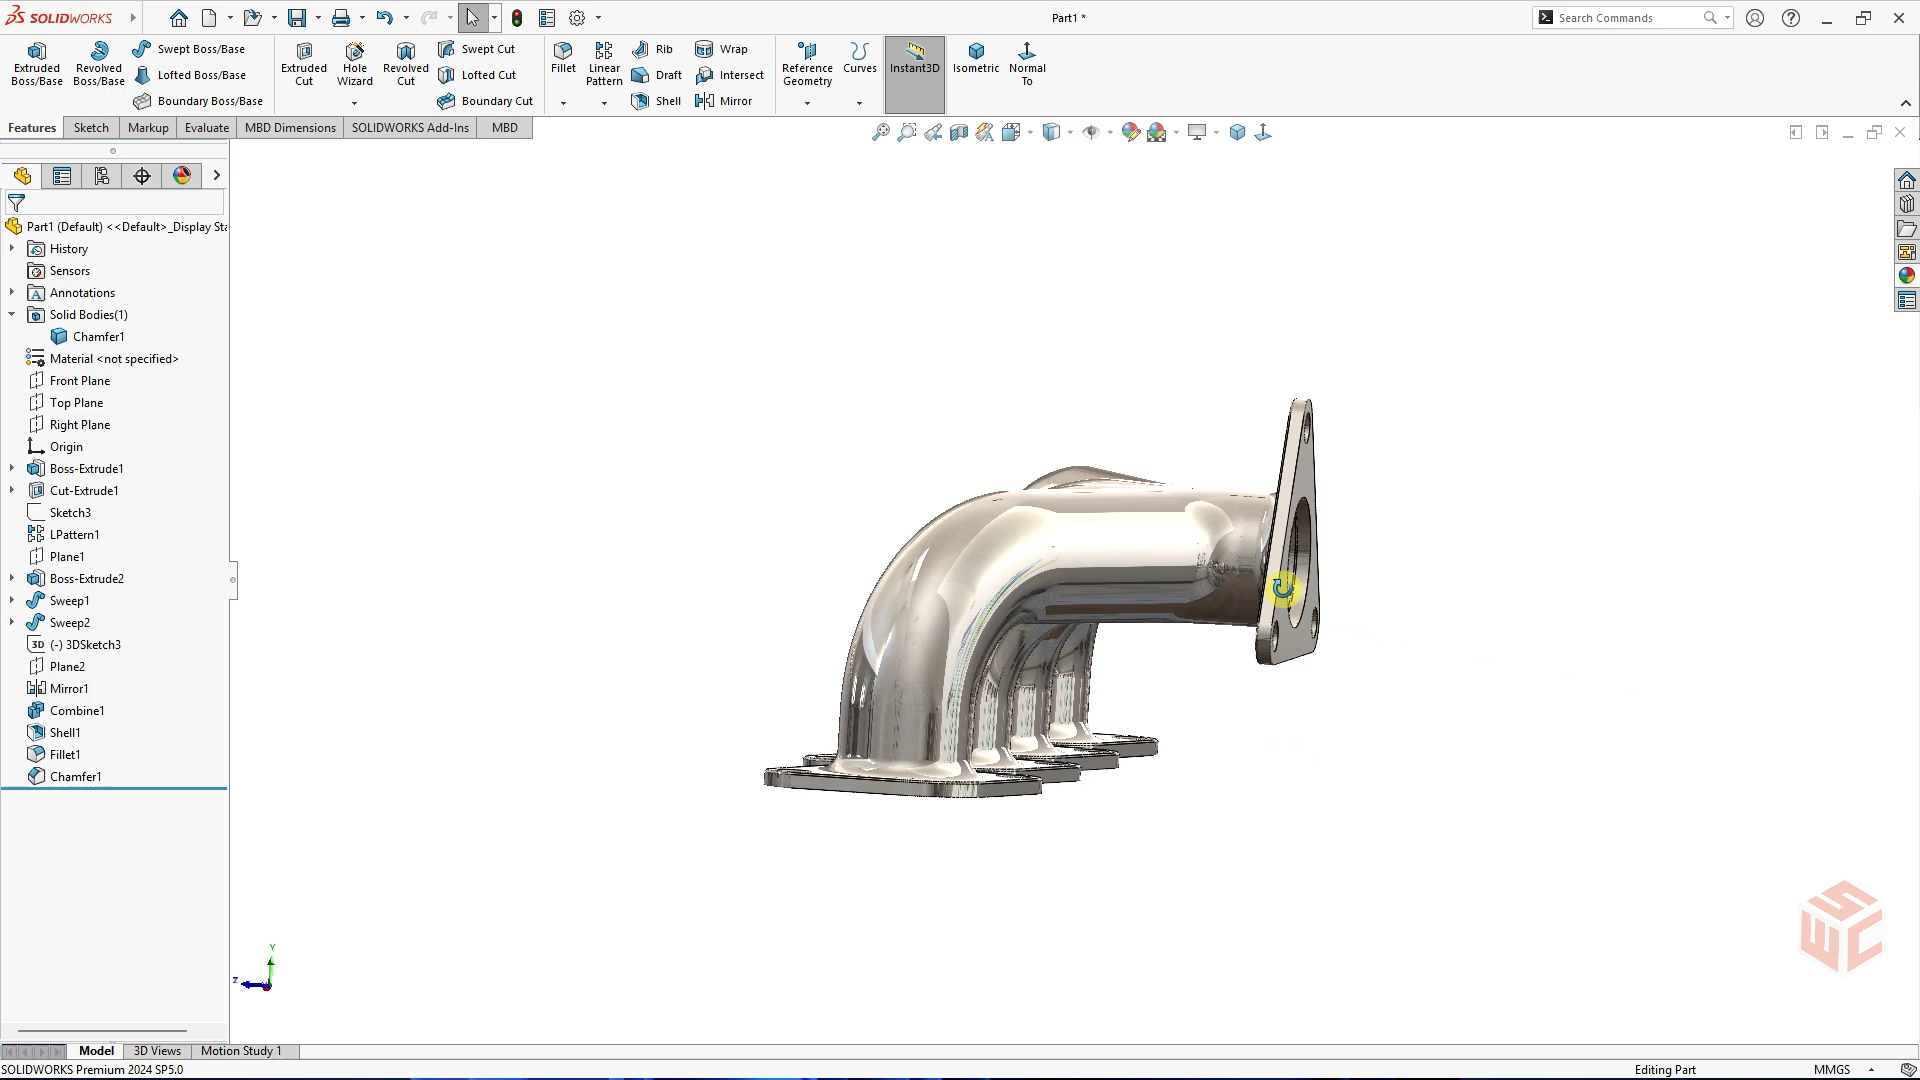 SOLIDWORKS
Part1 *
Search Commands
Extruded Boss/Base
Revolved Boss/Base
Swept Boss/Base
Lofted Boss/Base
Boundary Boss/Base
Extruded Cut
Hole Wizard
Revolved Cut
Swept Cut
Lofted Cut
Boundary Cut
Fillet
Linear Pattern
Rib
Draft
Shell
Wrap
Intersect
Mirror
Reference Geometry
Curves
Instant3D
Isometric
Normal To
Features
Sketch
Markup
Evaluate
MBD Dimensions
SOLIDWORKS Add-Ins
MBD
Part1 (Default) <<Default>_Display Sta
History
Sensors
Annotations
Solid Bodies(1)
Chamfer1
Material <not specified>
Front Plane
Top Plane
Right Plane
Origin
Boss-Extrude1
Cut-Extrude1
Sketch3
LPattern1
Plane1
Boss-Extrude2
Sweep1
Sweep2
3D (-) 3DSketch3
Plane2
Mirror1
Combine1
Shell1
Fillet1
Chamfer1
Y
Z
SWC
Model
3D Views
Motion Study 1
SOLIDWORKS Premium 2024 SP5.0
Editing Part
MMGS